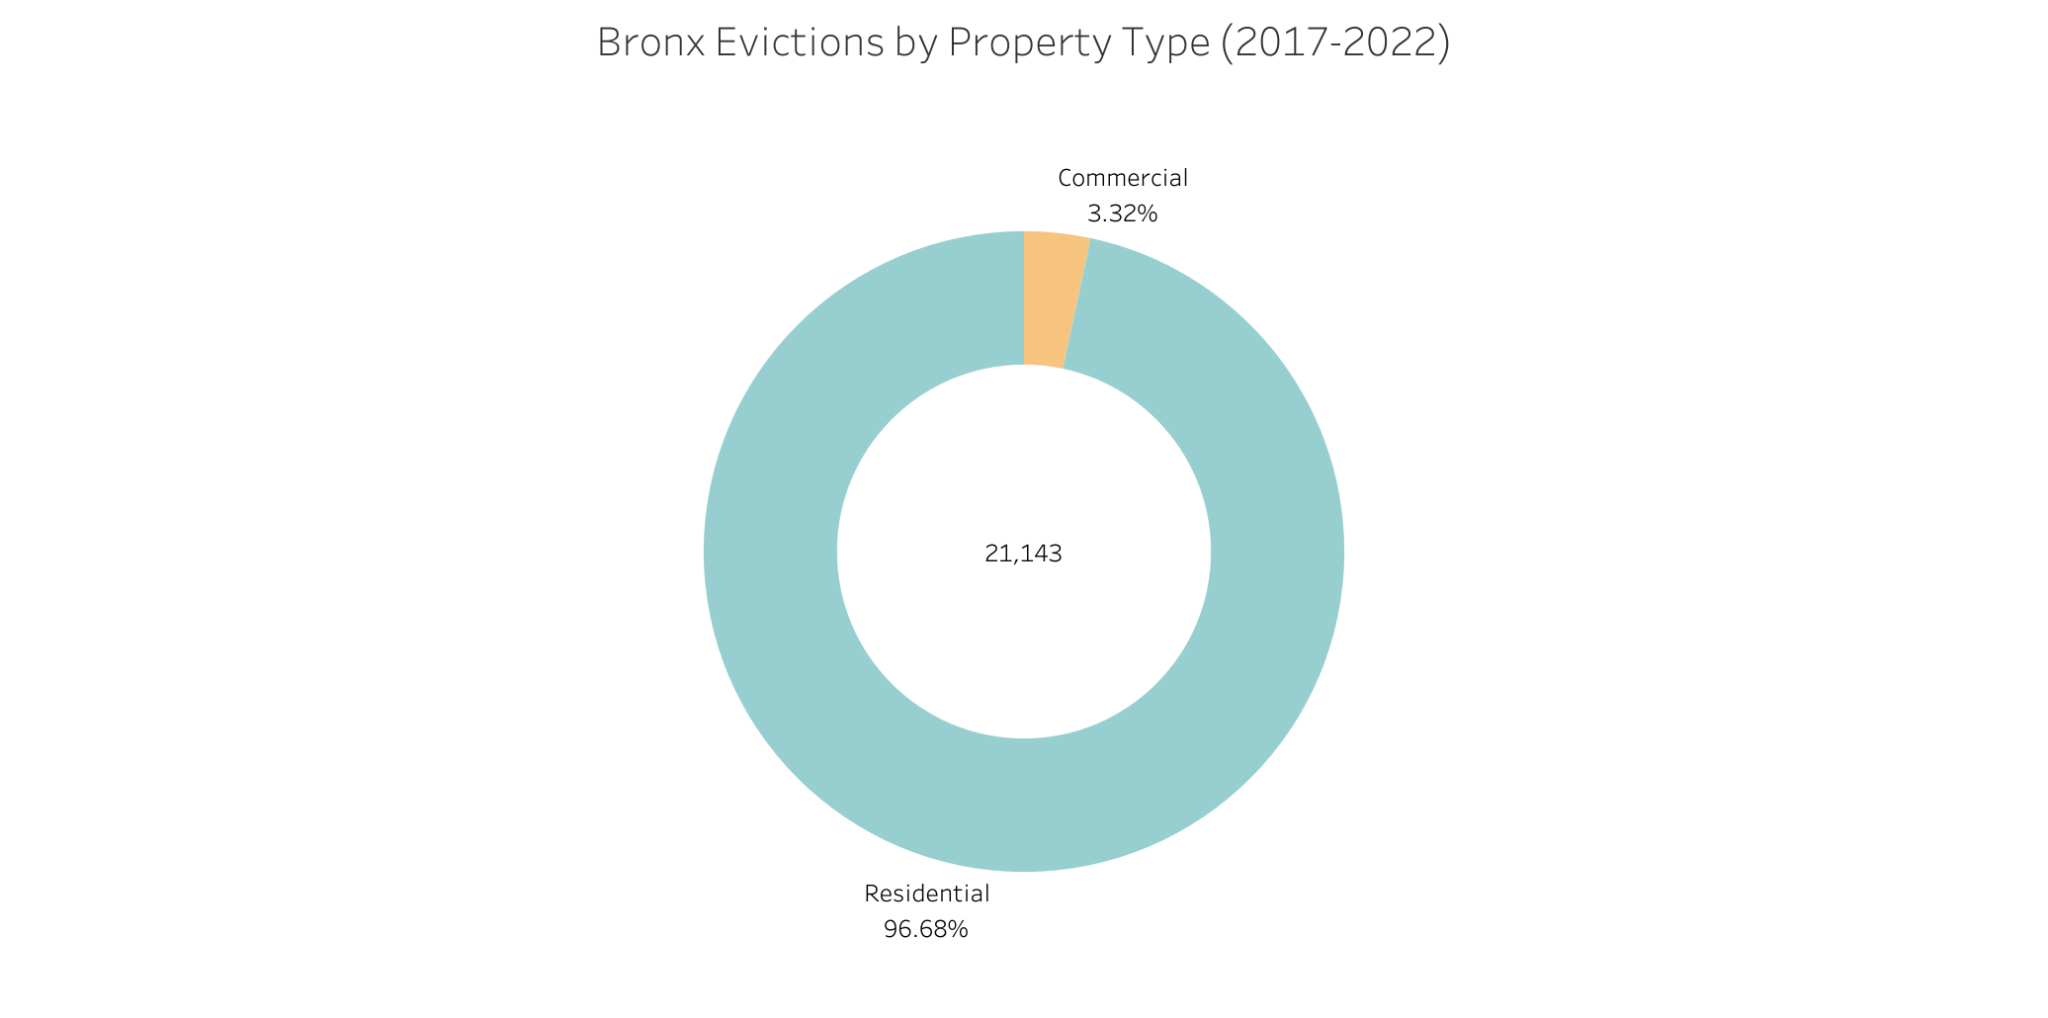 Bronx Evictions by Property Type (2017-2022)
Commercial
3.32%
21,143
Residential
96.68%